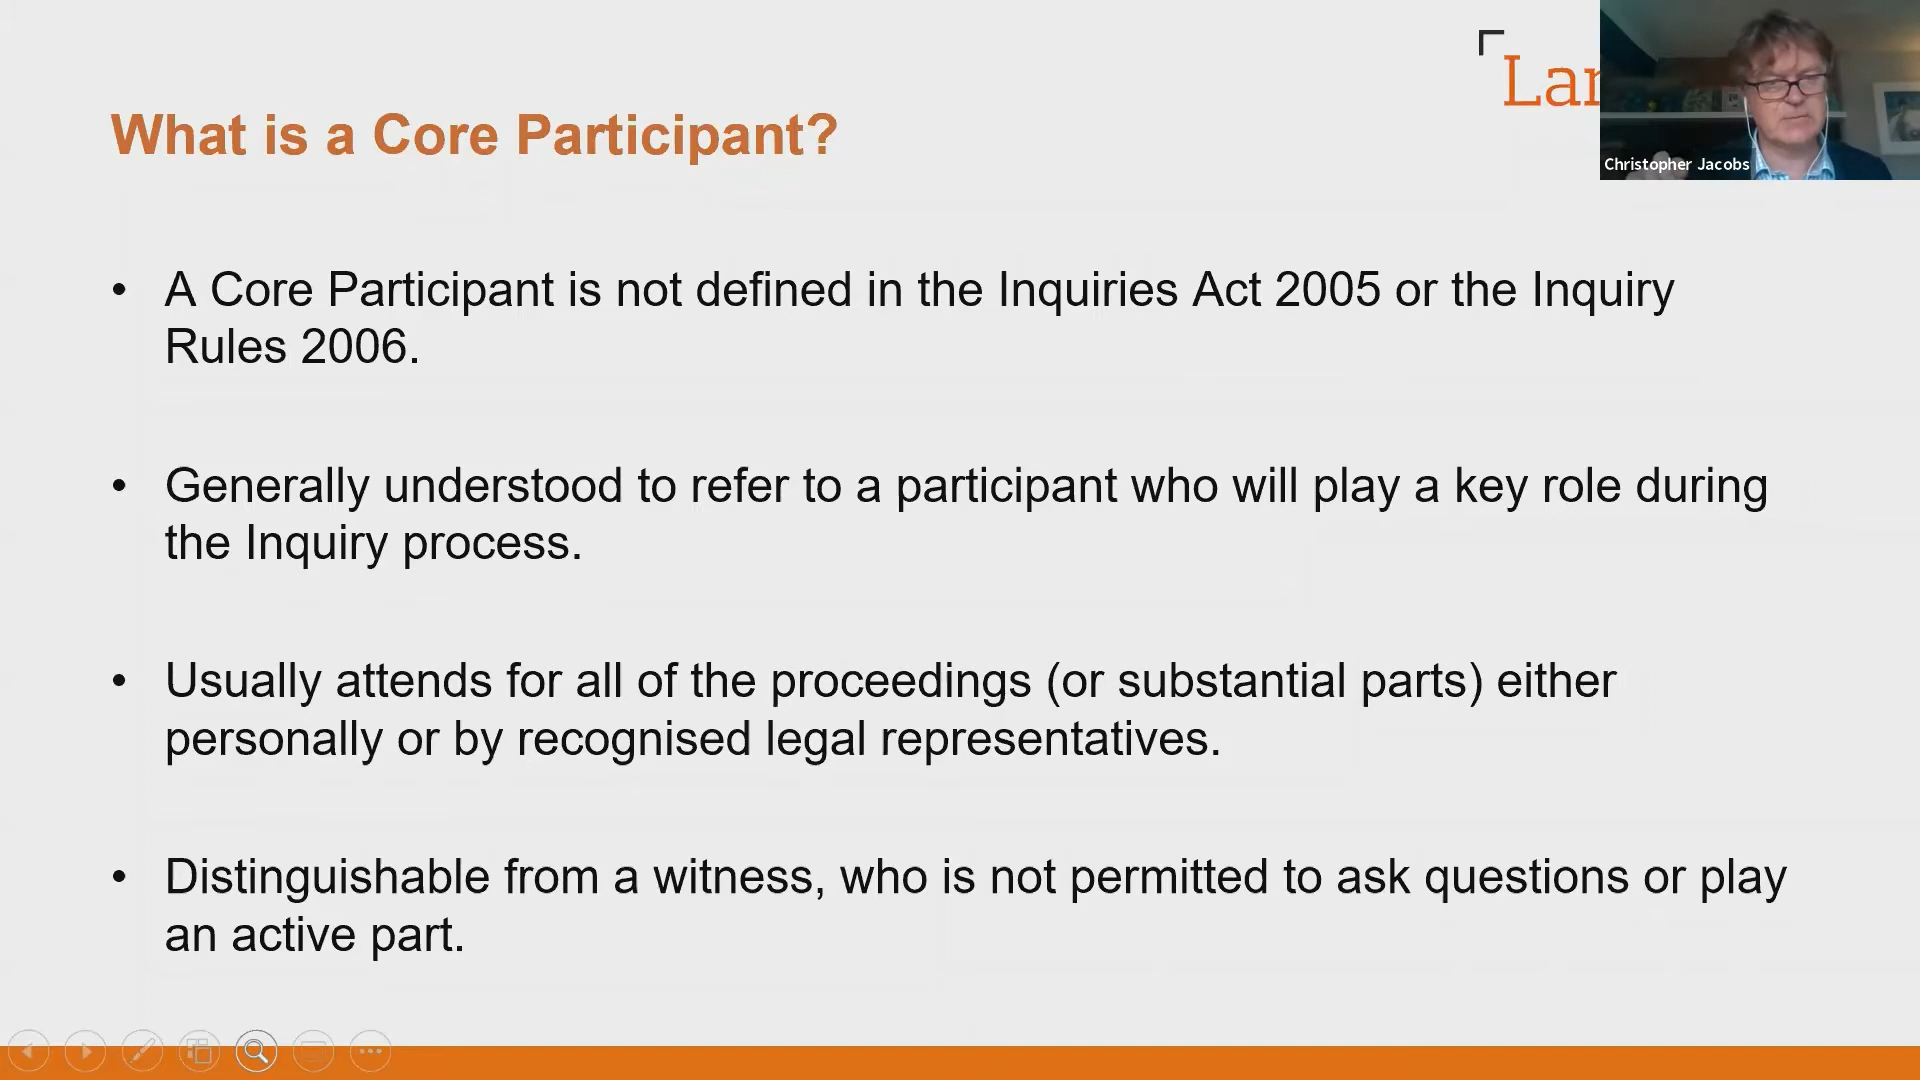 What is a Core Participant?
Lar
Christopher Jacobs
• A Core Participant is not defined in the Inquiries Act 2005 or the Inquiry
Rules 2006.
• Generally understood to refer to a participant who will play a key role during
the Inquiry process.
• Usually attends for all of the proceedings (or substantial parts) either
personally or by recognised legal representatives.
• Distinguishable from a witness, who is not permitted to ask questions or play
an active part.